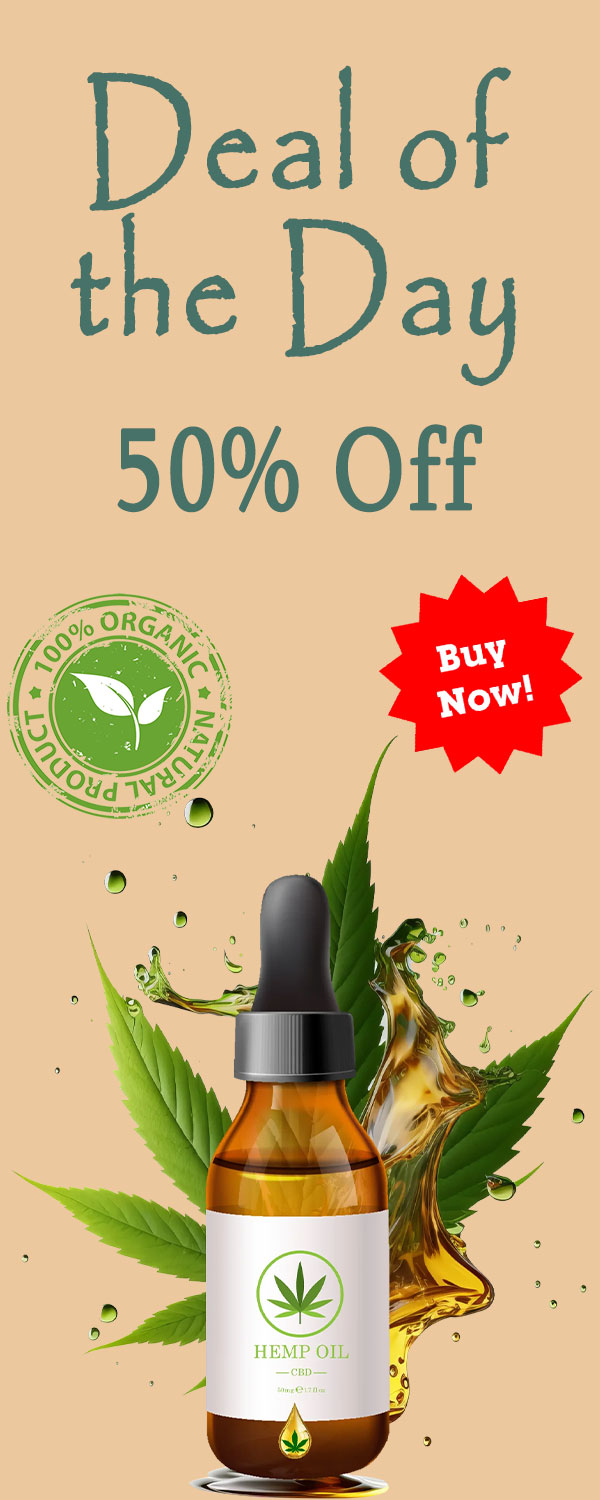 Deal of
the Day
50% Off
100% ORGANIC
NATURAL PRODUCT
Buy
Now!
HEMP OIL
CBD